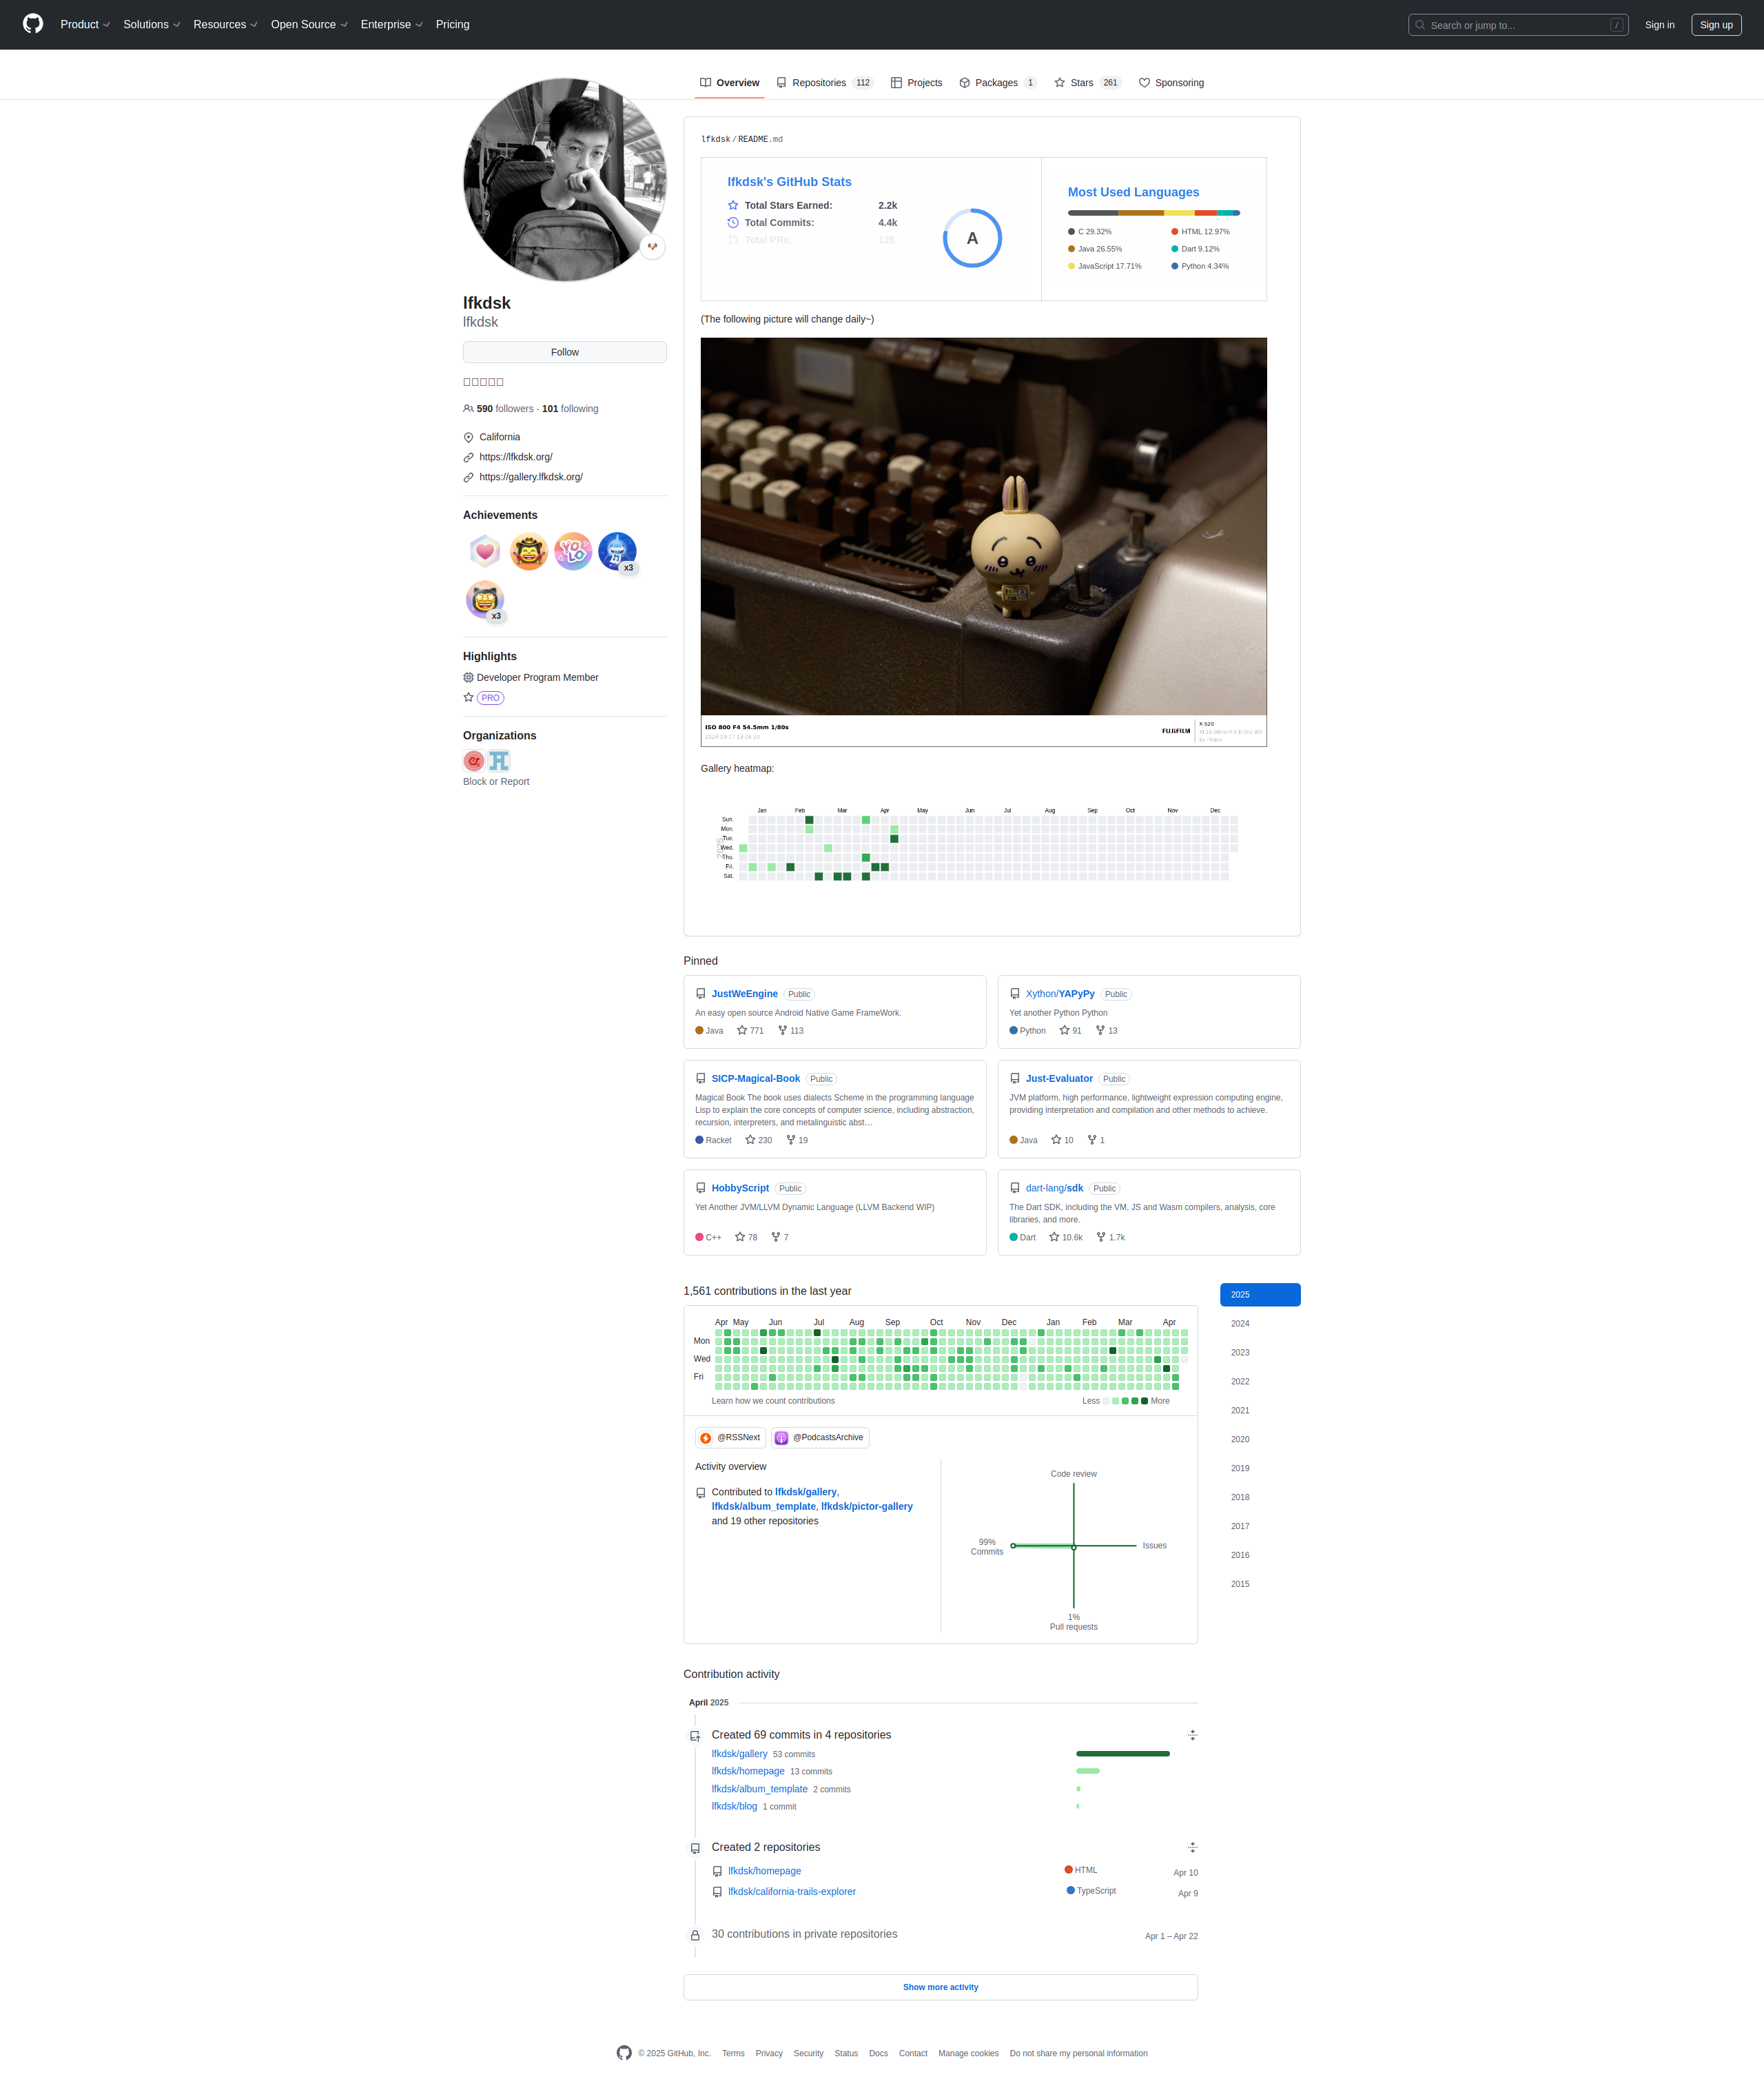 Product Solutions Resources Open Source Enterprise Pricing
Search or jump to... /
Sign in
Sign up
Overview
Repositories 112
Projects
Packages 1
Stars 261
Sponsoring
lfkdsk
lfkdsk
Follow
590 followers · 101 following
California
https://lfkdsk.org/
https://gallery.lfkdsk.org/
Achievements
YOLO
x3
x3
Highlights
Developer Program Member
PRO
Organizations
Block or Report
lfkdsk/README.md
lfkdsk's GitHub Stats
Total Stars Earned: 2.2k
Total Commits: 4.4k
Total PRs: 128
A
Most Used Languages
C 29.32%
Java 26.55%
JavaScript 17.71%
HTML 12.97%
Dart 9.12%
Python 4.34%
(The following picture will change daily~)
ON
ISO 800 F4 54.5mm 1/80s
FUJIFILM
X-S20
Gallery heatmap:
Jan Feb Mar Apr May Jun Jul Aug Sep Oct Nov Dec
2025
Sun.
Mon.
Tue.
Wed.
Thu.
Fri.
Sat.
Pinned
JustWeEngine Public
An easy open source Android Native Game FrameWork.
Java 771 113
Xython/YAPyPy Public
Yet another Python Python
Python 91 13
SICP-Magical-Book Public
Magical Book The book uses dialects Scheme in the programming language
Lisp to explain the core concepts of computer science, including abstraction,
recursion, interpreters, and metalinguistic abst…
Racket 230 19
Just-Evaluator Public
JVM platform, high performance, lightweight expression computing engine,
providing interpretation and compilation and other methods to achieve.
Java 10 1
HobbyScript Public
Yet Another JVM/LLVM Dynamic Language (LLVM Backend WIP)
C++ 78 7
dart-lang/sdk Public
The Dart SDK, including the VM, JS and Wasm compilers, analysis, core
libraries, and more.
Dart 10.6k 1.7k
1,561 contributions in the last year
Apr May Jun Jul Aug Sep Oct Nov Dec Jan Feb Mar Apr
Mon
Wed
Fri
Learn how we count contributions
Less More
@RSSNext
@PodcastsArchive
Activity overview
Contributed to lfkdsk/gallery,
lfkdsk/album_template, lfkdsk/pictor-gallery
and 19 other repositories
Code review
99%
Commits
Issues
1%
Pull requests
2025
2024
2023
2022
2021
2020
2019
2018
2017
2016
2015
Contribution activity
April 2025
Created 69 commits in 4 repositories
lfkdsk/gallery 53 commits
lfkdsk/homepage 13 commits
lfkdsk/album_template 2 commits
lfkdsk/blog 1 commit
Created 2 repositories
lfkdsk/homepage HTML Apr 10
lfkdsk/california-trails-explorer TypeScript Apr 9
30 contributions in private repositories Apr 1 – Apr 22
Show more activity
© 2025 GitHub, Inc. Terms Privacy Security Status Docs Contact Manage cookies Do not share my personal information